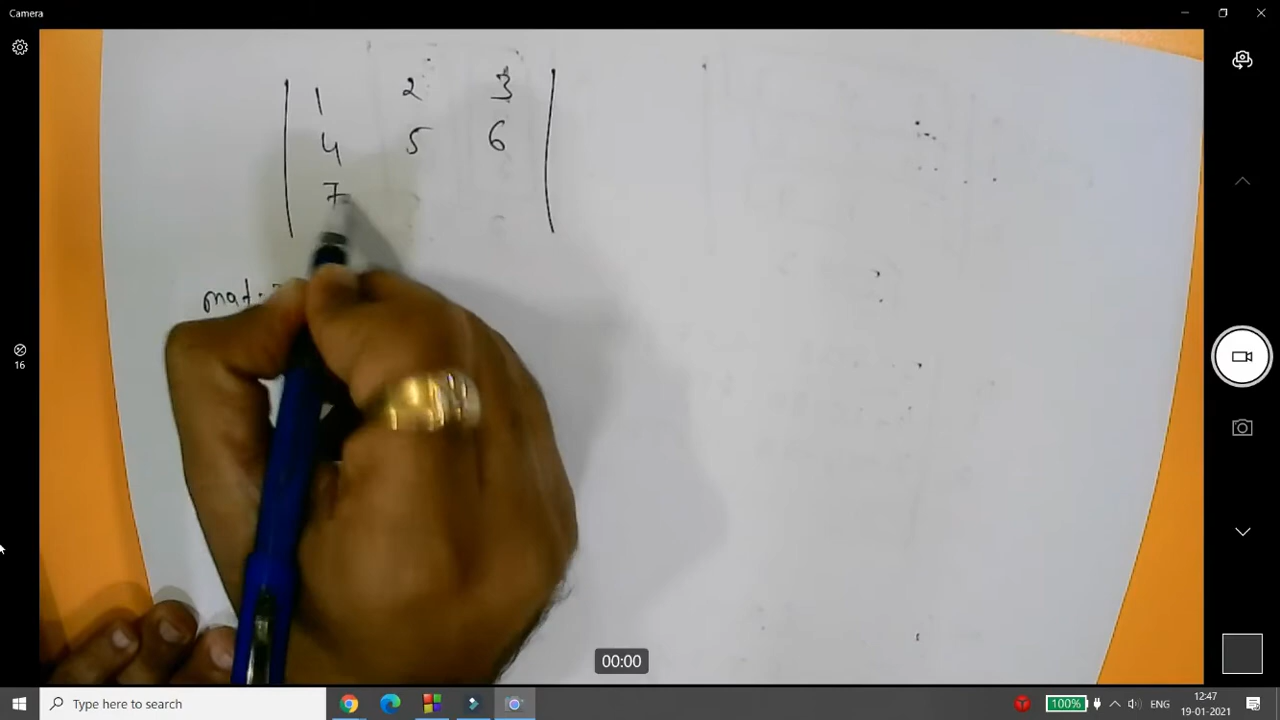 Camera
1 2 3
4 5 6
7
16
00:00
Type here to search
100%
ENG
12:47
19-01-2021